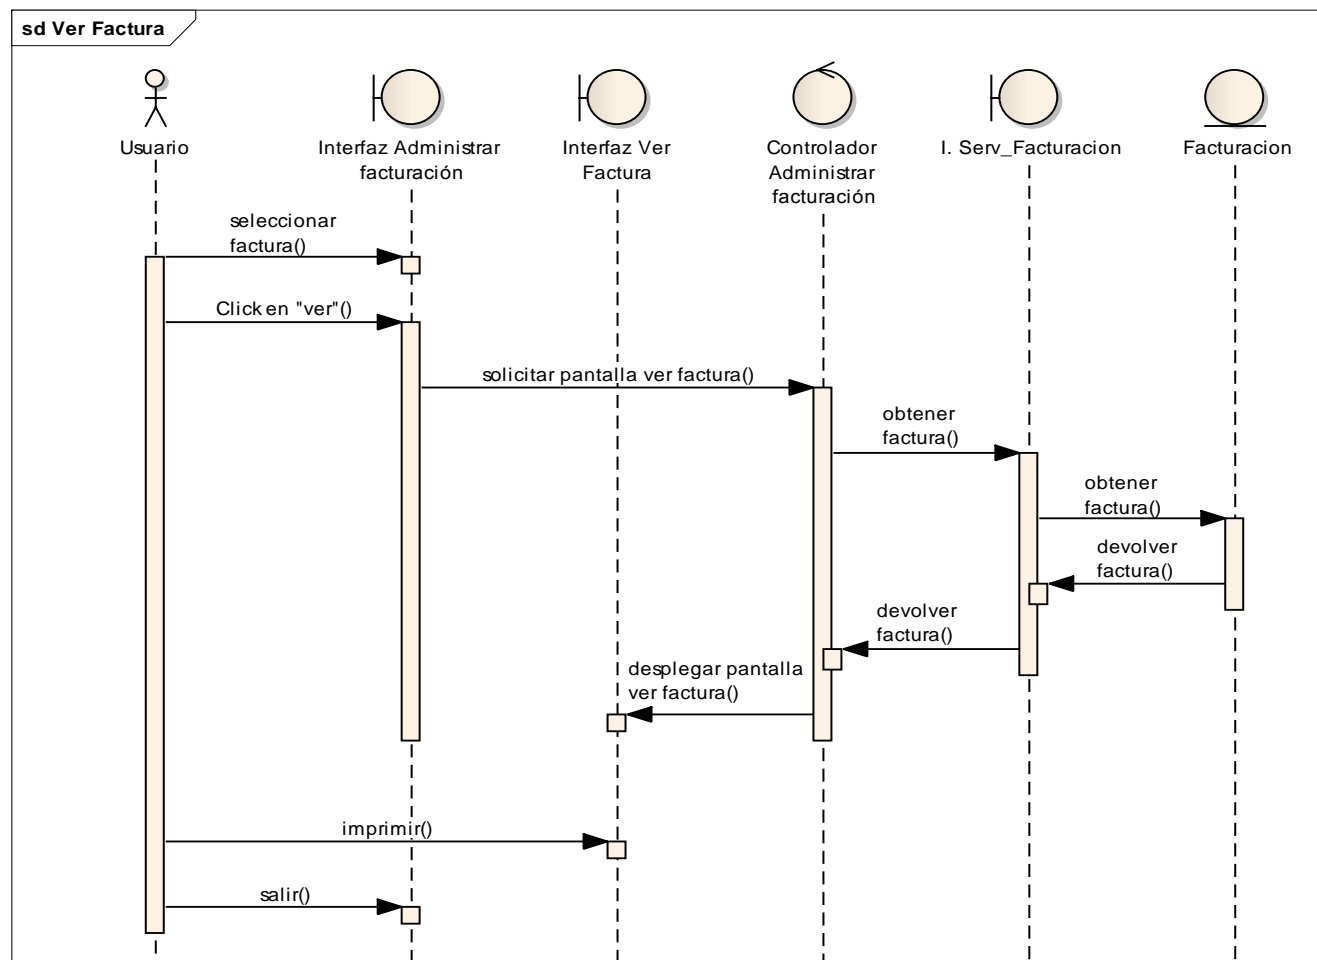 sd Ver Factura
Usuario
Interfaz Administrar
facturación
Interfaz Ver
Factura
Controlador
Administrar
facturación
I. Serv_Facturacion
Facturacion
seleccionar
factura()
Click en "ver"()
solicitar pantalla ver factura()
obtener
factura()
obtener
factura()
devolver
factura()
devolver
factura()
desplegar pantalla
ver factura()
imprimir()
salir()